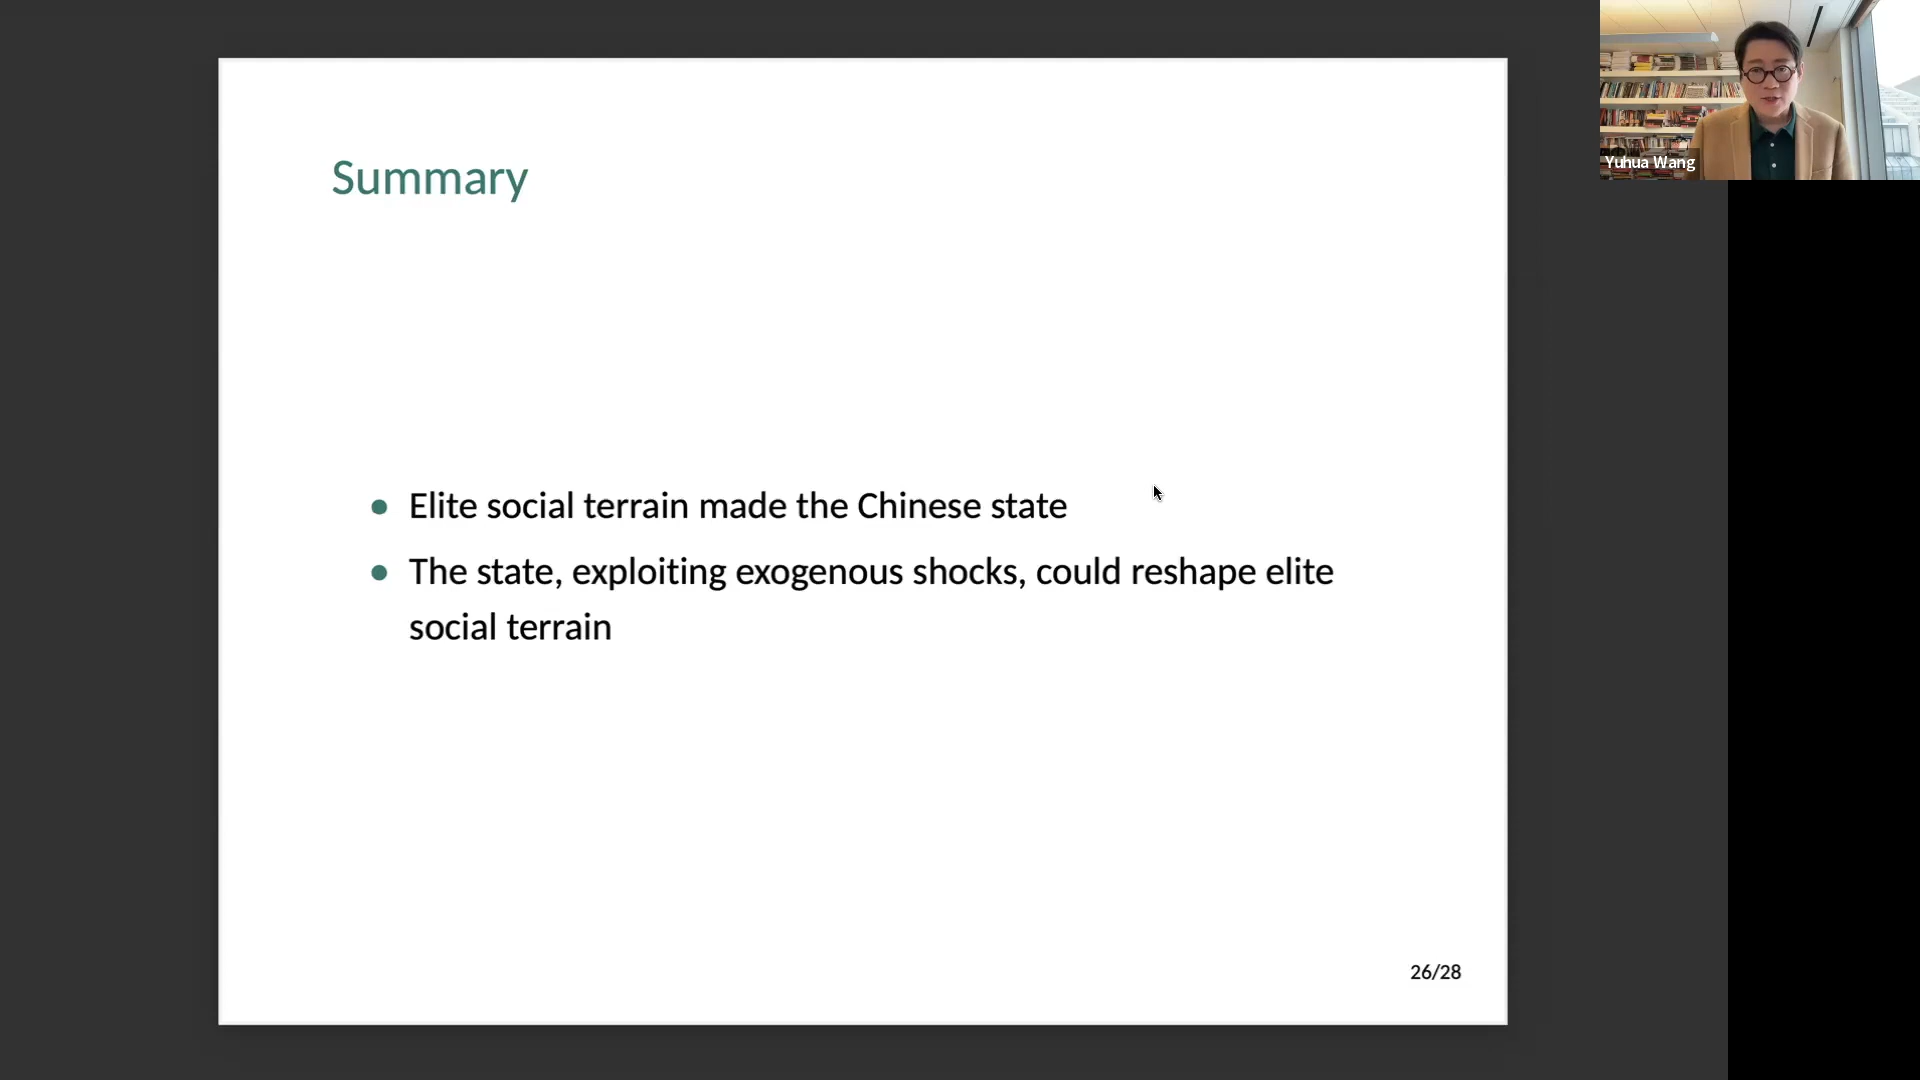 Yuhua Wang
Summary
• Elite social terrain made the Chinese state
• The state, exploiting exogenous shocks, could reshape elite
social terrain
26/28